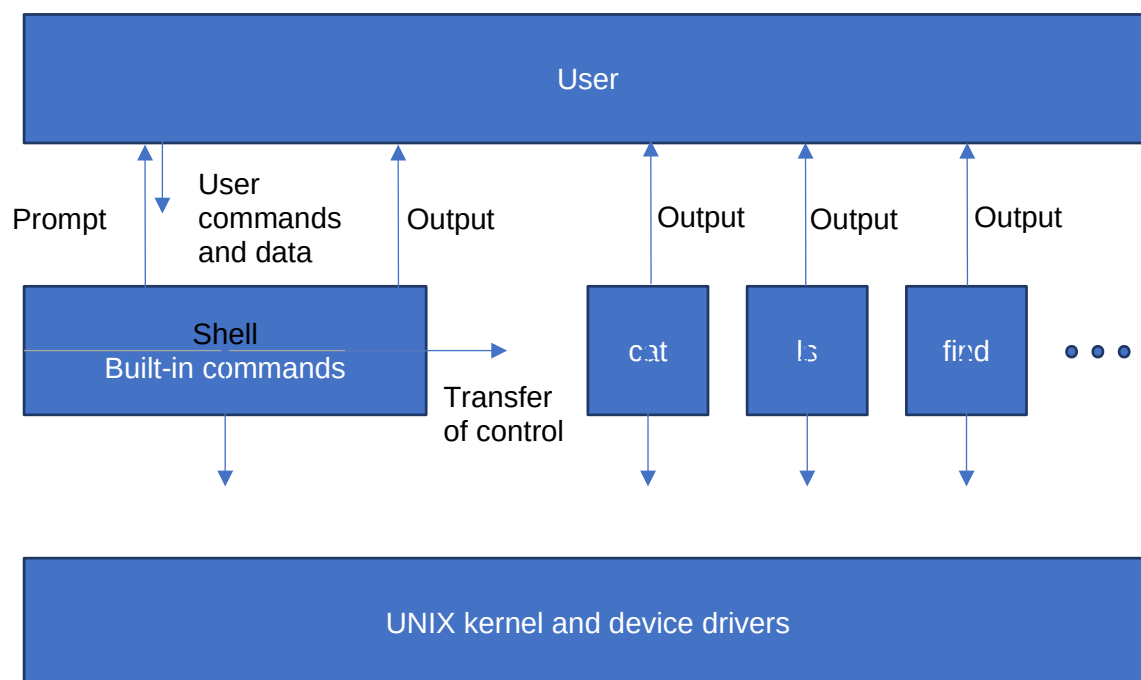 User
Prompt
User
commands
and data
Output
Output
Output
Output
Shell
Built-in commands
Transfer
of control
cat
ls
find
UNIX kernel and device drivers